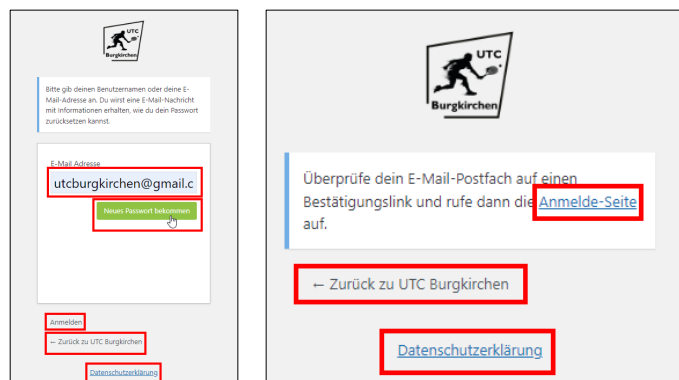 UTC
Burgkirchen
Bitte gib deinen Benutzernamen oder deine E-
Mail-Adresse an. Du wirst eine E-Mail-Nachricht
mit Informationen erhalten, wie du dein Passwort
zurücksetzen kannst.
E-Mail Adresse
utcburgkirchen@gmail.c
Neues Passwort bekommen
Anmelden
← Zurück zu UTC Burgkirchen
Datenschutzerklärung
UTC
Burgkirchen
Überprüfe dein E-Mail-Postfach auf einen
Bestätigungslink und rufe dann die Anmelde-Seite
auf.
← Zurück zu UTC Burgkirchen
Datenschutzerklärung